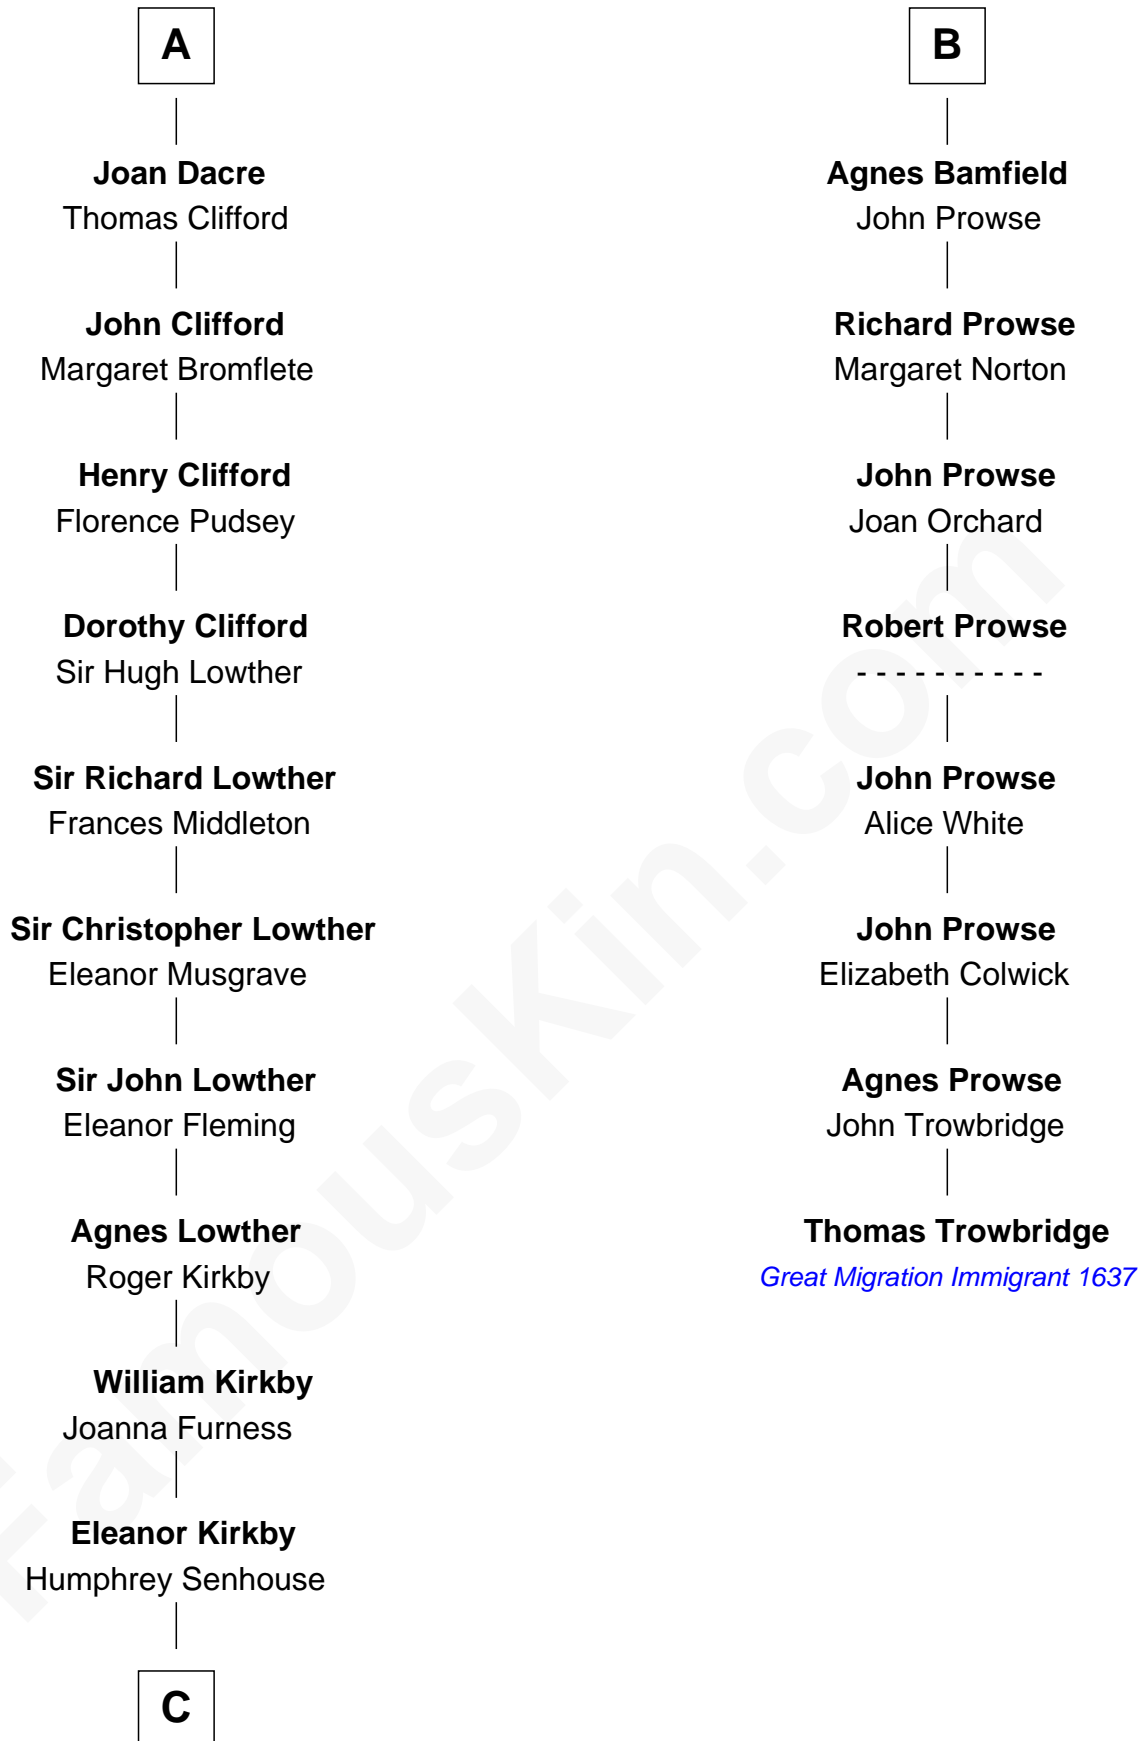 A
Joan Dacre
Thomas Clifford
John Clifford
Margaret Bromflete
Henry Clifford
Florence Pudsey
Dorothy Clifford
Sir Hugh Lowther
Sir Richard Lowther
Frances Middleton
Sir Christopher Lowther
Eleanor Musgrave
Sir John Lowther
Eleanor Fleming
Agnes Lowther
Roger Kirkby
William Kirkby
Joanna Furness
Eleanor Kirkby
Humphrey Senhouse
C
B
Agnes Bamfield
John Prowse
Richard Prowse
Margaret Norton
John Prowse
Joan Orchard
Robert Prowse
- - - - - - - - - -
John Prowse
Alice White
John Prowse
Elizabeth Colwick
Agnes Prowse
John Trowbridge
Thomas Trowbridge
Great Migration Immigrant 1637
FamousKin.com